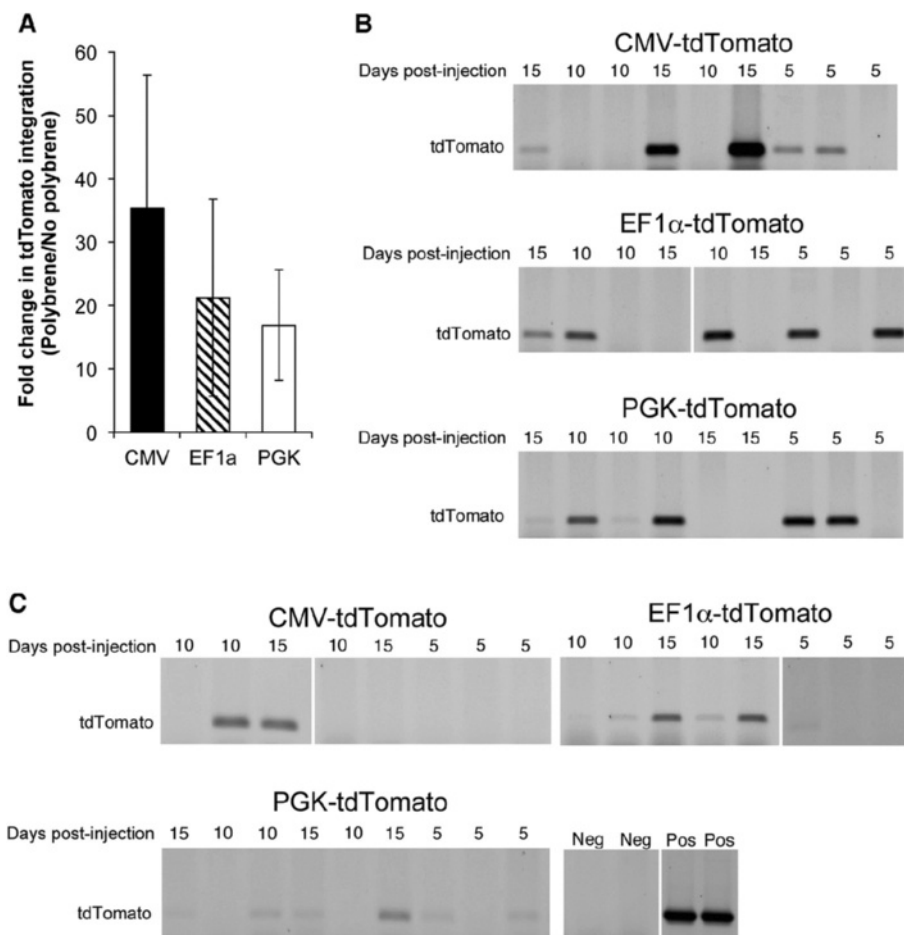 A
Fold change in tdTomato integration
(Polybrene/No polybrene)
60
50
40
30
20
10
0
CMV EF1a PGK
B
CMV-tdTomato
Days post-injection 15 10 10 15 10 15 5 5 5
tdTomato
EF1α-tdTomato
Days post-injection 15 10 10 15 10 15 5 5 5
tdTomato
PGK-tdTomato
Days post-injection 15 10 10 10 15 15 5 5 5
tdTomato
C
CMV-tdTomato
Days post-injection 10 10 15 10 15 5 5 5
tdTomato
EF1α-tdTomato
10 10 15 10 15 5 5 5
PGK-tdTomato
Days post-injection 15 10 10 15 10 15 5 5 5
tdTomato
Neg Neg Pos Pos